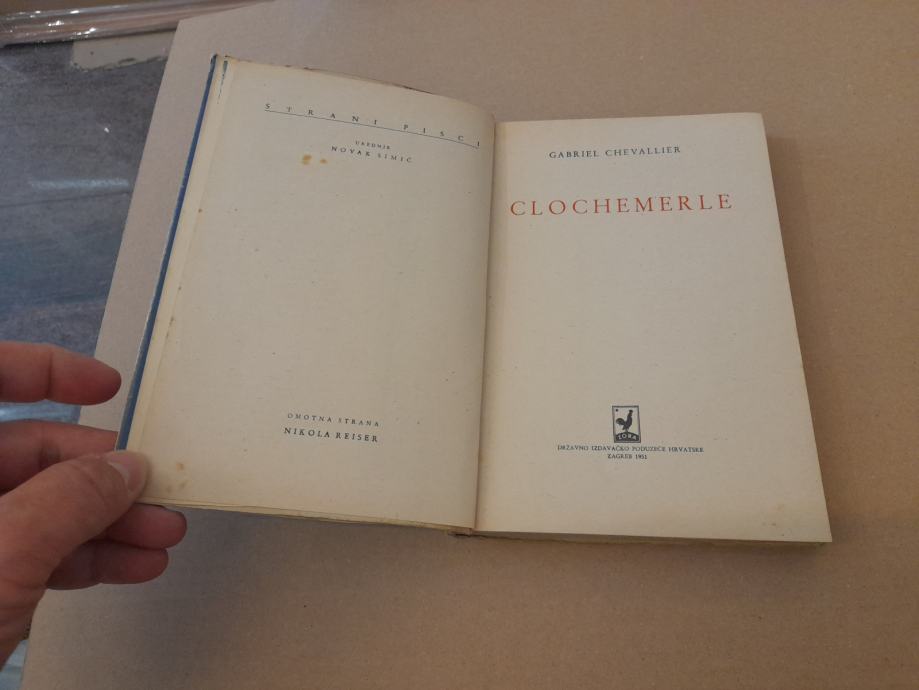 STRANI PISCI
UREDNIK
NOVAK SIMIĆ
OMOTNA STRANA
NIKOLA REISER
GABRIEL CHEVALLIER
CLOCHEMERLE
ZORA
DRŽAVNO IZDAVAČKO PODUZEĆE HRVATSKE
ZAGREB 1951